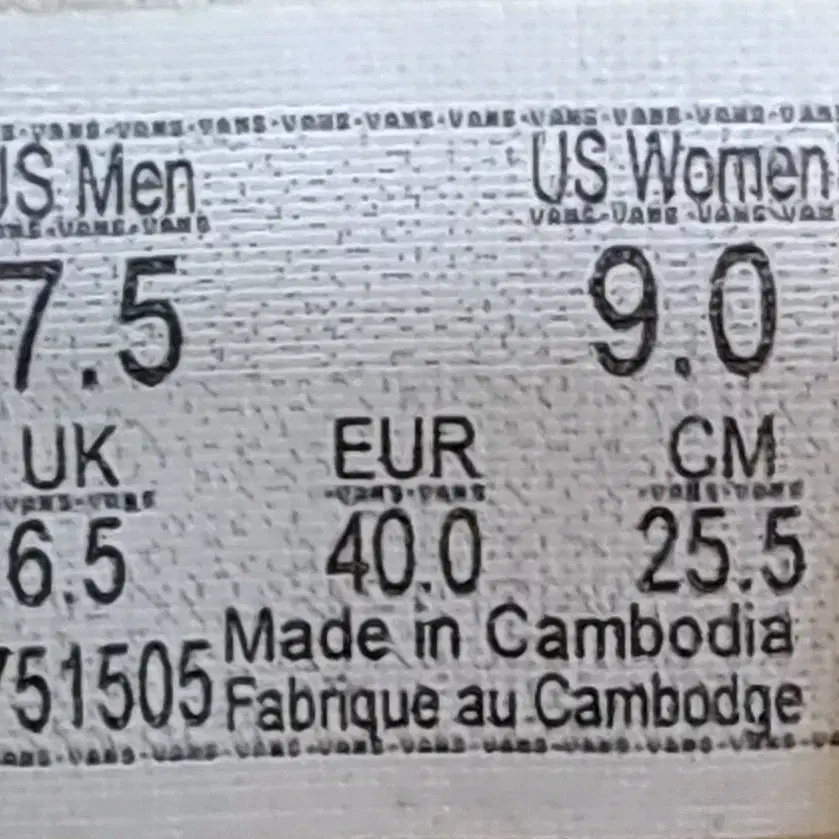 VANS-VANS-VANS-VANS-VANS-VANS-VANS-VANS-VANS
US Men US Women
VANS-VANS-VANS VANS-VANS-VANS-VANS
7.5 9.0
UK EUR CM
VANS-VANS VANS-VANS VANS-VANS
6.5 40.0 25.5
Made in Cambodia
751505 Fabrique au Cambodge
VANS-VANS-VANS-VANS-VANS-VANS-VANS-VANS-VANS